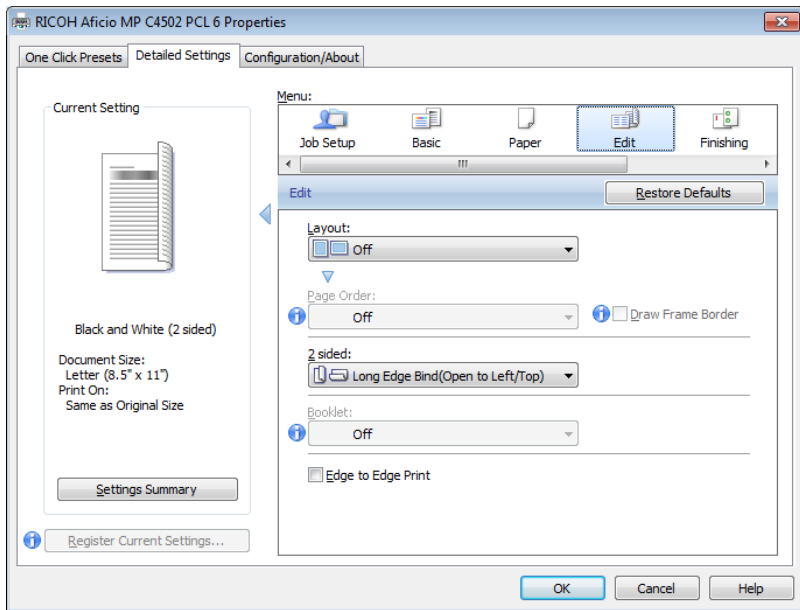 RICOH Aficio MP C4502 PCL 6 Properties
One Click Presets Detailed Settings Configuration/About
Current Setting
Black and White (2 sided)
Document Size:
Letter (8.5" x 11")
Print On:
Same as Original Size
Settings Summary
Register Current Settings...
Menu:
Job Setup Basic Paper Edit Finishing
Edit Restore Defaults
Layout:
Off
Page Order:
Off Draw Frame Border
2 sided:
Long Edge Bind(Open to Left/Top)
Booklet:
Off
Edge to Edge Print
OK Cancel Help